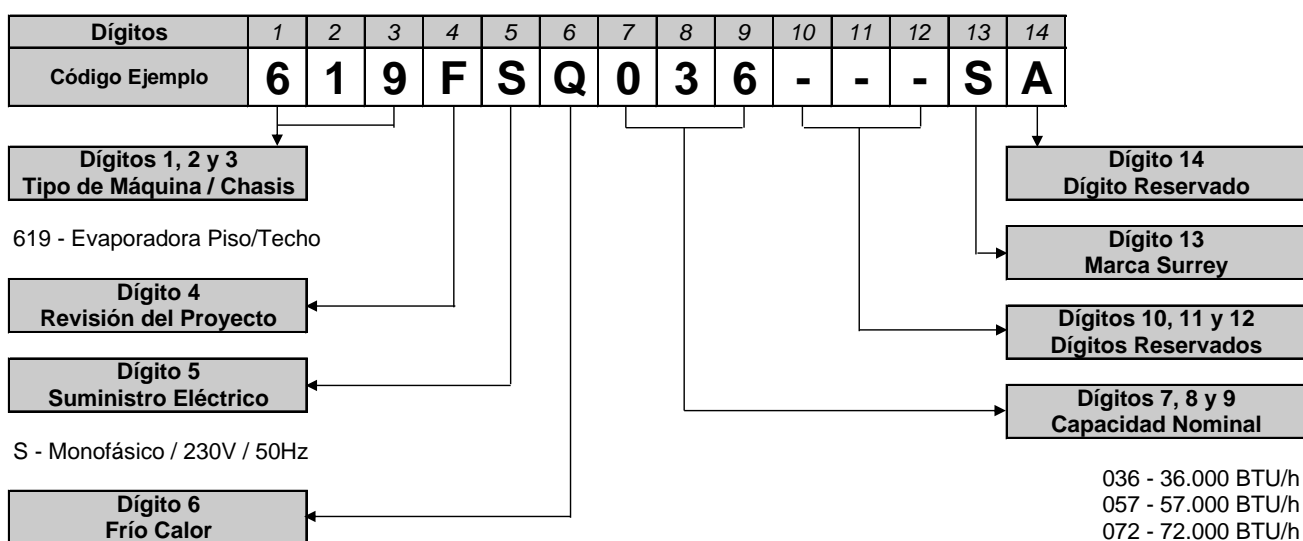 Dígitos 1 2 3 4 5 6 7 8 9 10 11 12 13 14
Código Ejemplo 6 1 9 F S Q 0 3 6 - - - S A
Dígitos 1, 2 y 3
Tipo de Máquina / Chasis
619 - Evaporadora Piso/Techo
Dígito 4
Revisión del Proyecto
Dígito 5
Suministro Eléctrico
S - Monofásico / 230V / 50Hz
Dígito 6
Frío Calor
Dígito 14
Dígito Reservado
Dígito 13
Marca Surrey
Dígitos 10, 11 y 12
Dígitos Reservados
Dígitos 7, 8 y 9
Capacidad Nominal
036 - 36.000 BTU/h
057 - 57.000 BTU/h
072 - 72.000 BTU/h